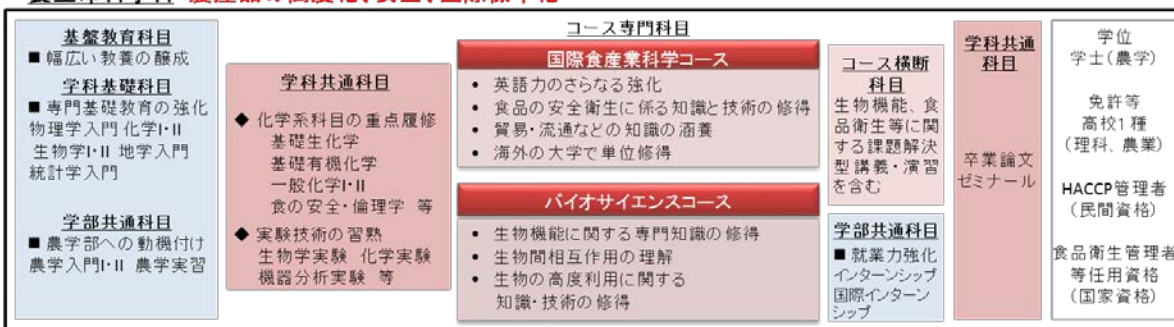 基盤教育科目
■ 幅広い教養の醸成
学科基礎科目
■ 専門基礎教育の強化
物理学入門 化学Ⅰ・Ⅱ
生物学Ⅰ・Ⅱ 地学入門
統計学入門
学部共通科目
■ 農学部への動機付け
農学入門Ⅰ・Ⅱ 農学実習
学科共通科目
◆ 化学系科目の重点履修
基礎生化学
基礎有機化学
一般化学Ⅰ・Ⅱ
食の安全・倫理学 等
◆ 実験技術の習熟
生物学実験 化学実験
機器分析実験 等
コース専門科目
国際食産業科学コース
• 英語力のさらなる強化
• 食品の安全衛生に係る知識と技術の修得
• 貿易・流通などの知識の涵養
• 海外の大学で単位修得
バイオサイエンスコース
• 生物機能に関する専門知識の修得
• 生物間相互作用の理解
• 生物の高度利用に関する
知識・技術の修得
コース横断
科目
生物機能、食
品衛生等に関
する課題解決
型講義・演習
を含む
学部共通科目
■ 就業力強化
インターンシップ
国際インターン
シップ
学科共通
科目
卒業論文
ゼミナール
学位
学士(農学)
免許等
高校1種
(理科、農業)
HACCP管理者
(民間資格)
食品衛生管理者
等任用資格
(国家資格)